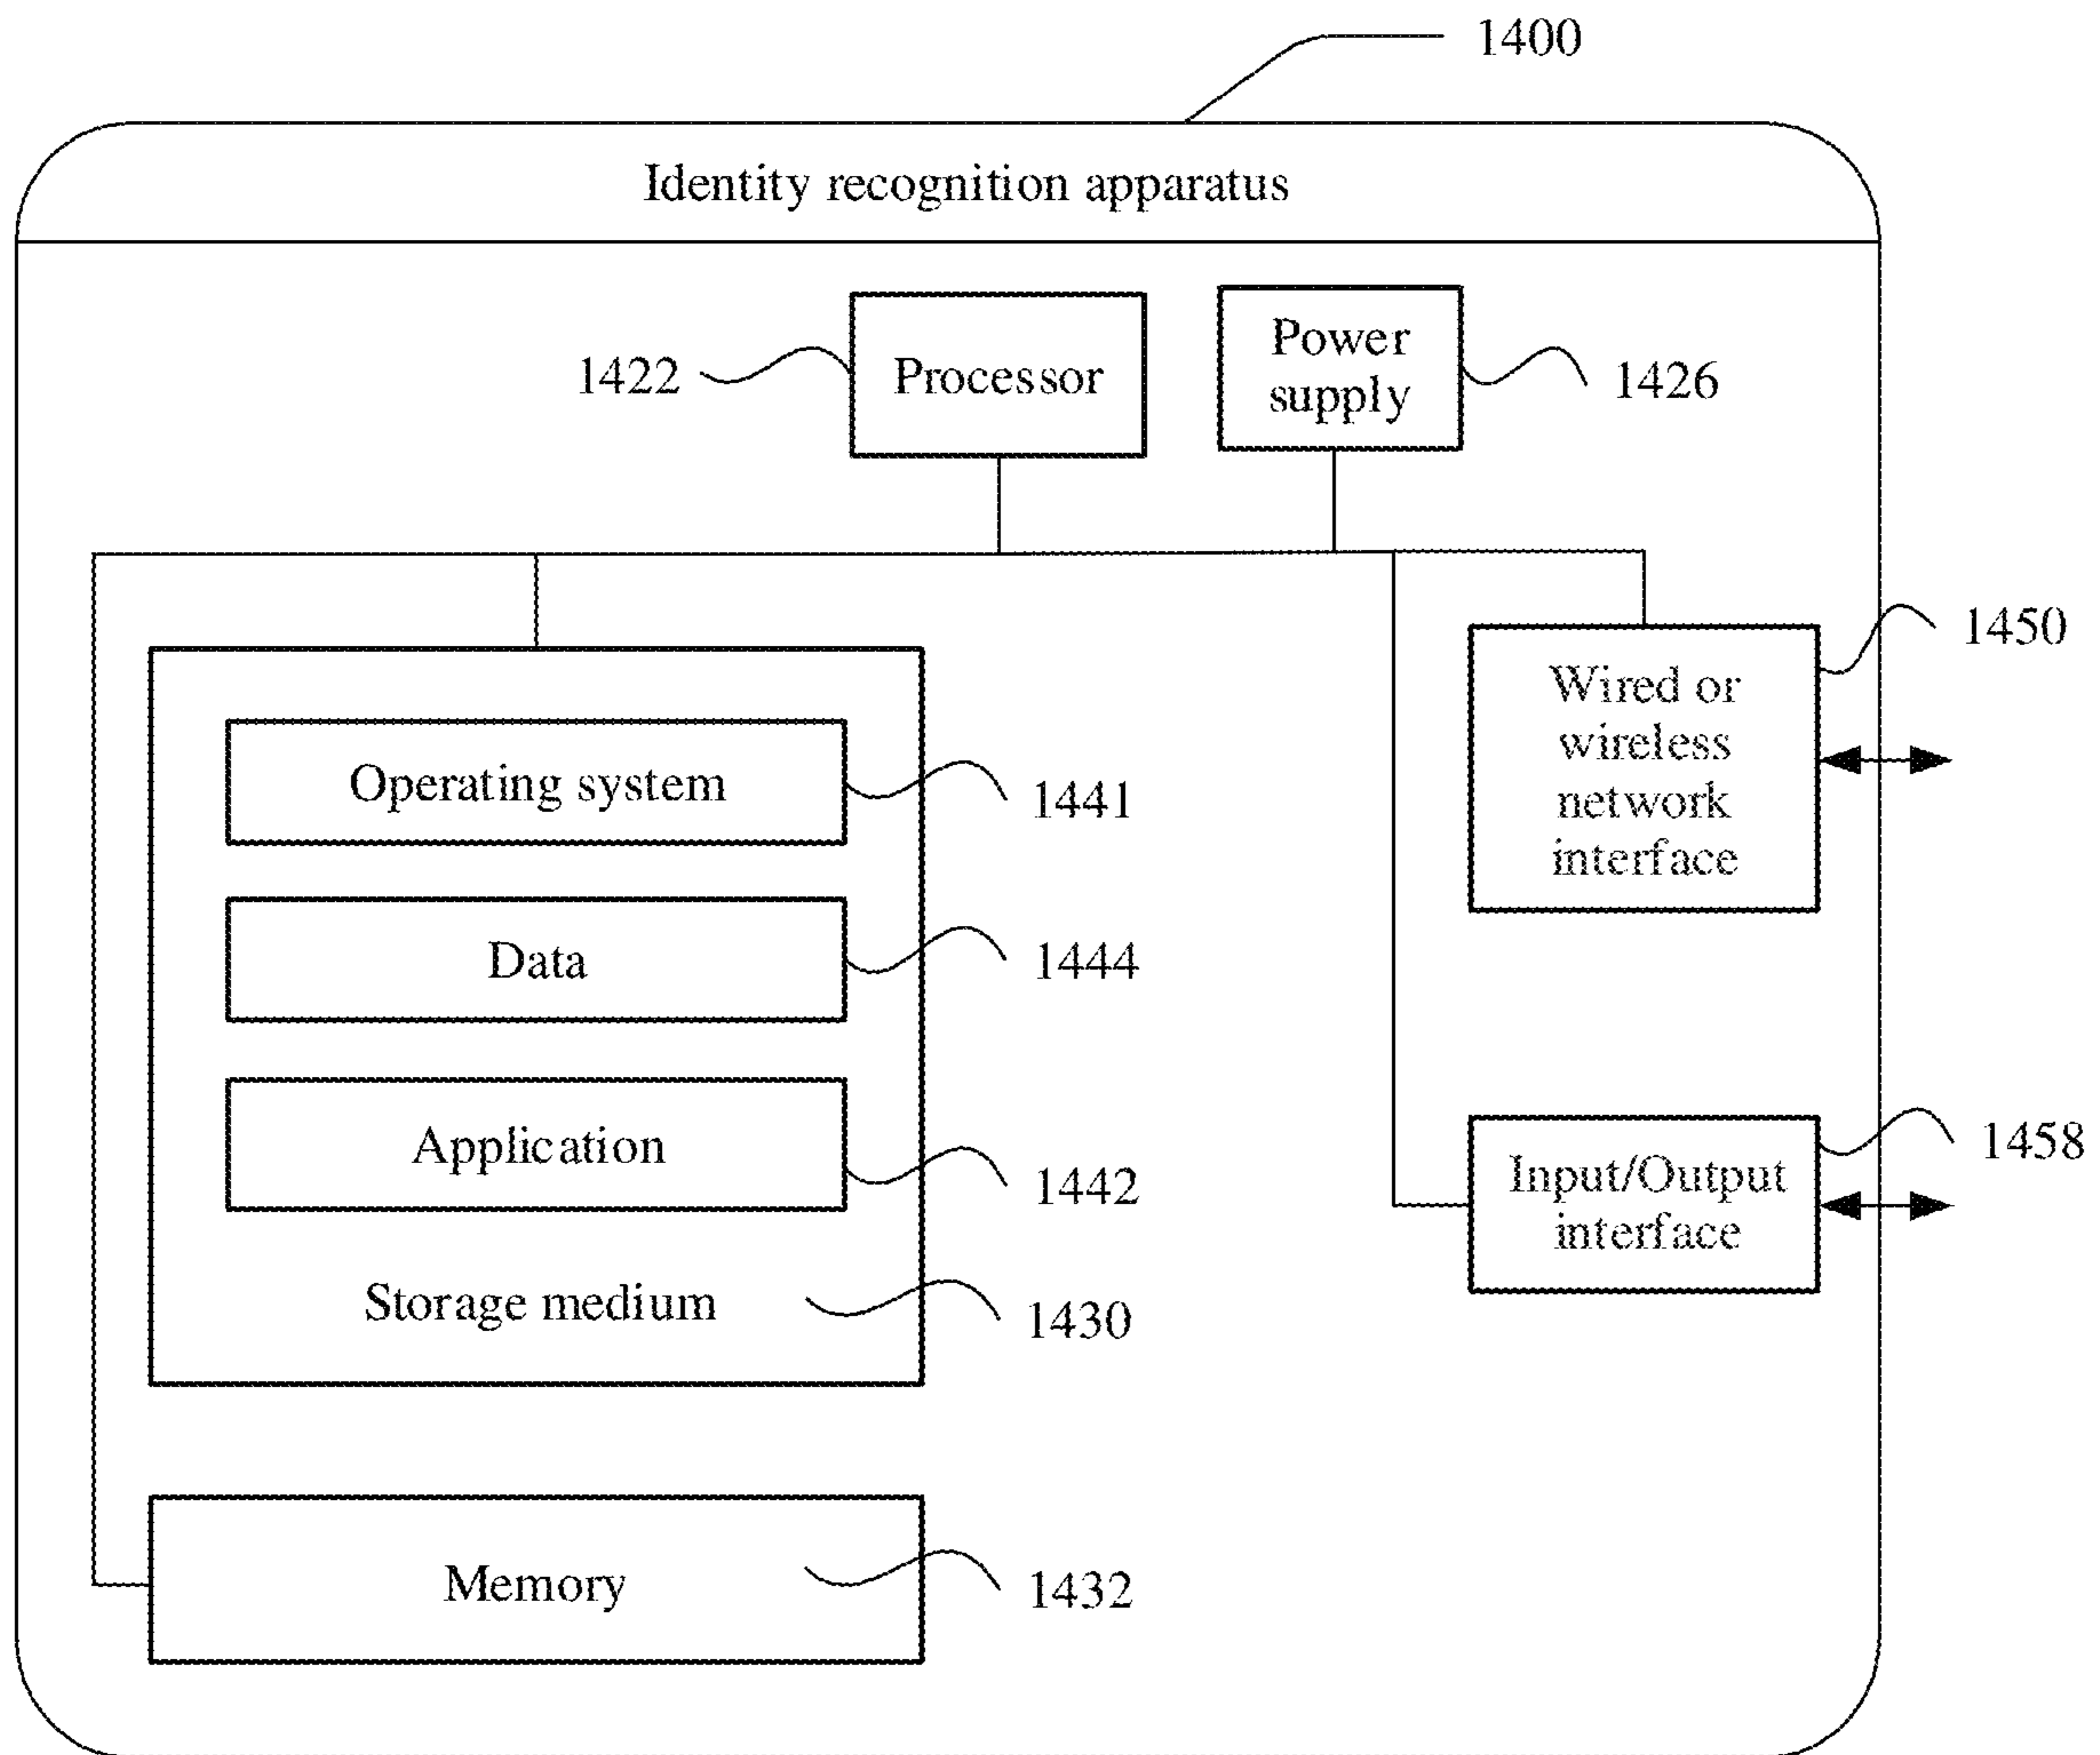 1400
Identity recognition apparatus
1422
Processor
Power
supply
1426
1450
Wired or
wireless
network
interface
Operating system
1441
Data
1444
Application
1442
1458
Input/Output
interface
Storage medium
1430
Memory
1432